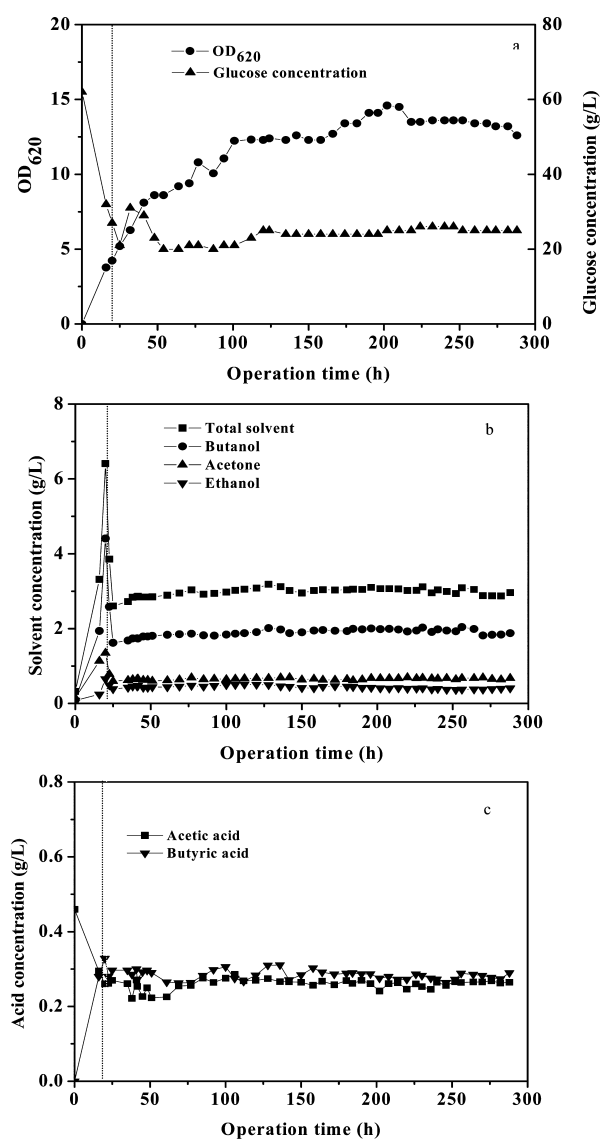 a
OD620
Glucose concentration
20
15
10
5
0
80
60
40
20
0
OD620
Glucose concentration (g/L)
0 50 100 150 200 250 300
Operation time (h)
b
Total solvent
Butanol
Acetone
Ethanol
8
6
4
2
0
Solvent concentration (g/L)
0 50 100 150 200 250 300
Operation time (h)
c
Acetic acid
Butyric acid
0.8
0.6
0.4
0.2
0.0
Acid concentration (g/L)
0 50 100 150 200 250 300
Operation time (h)